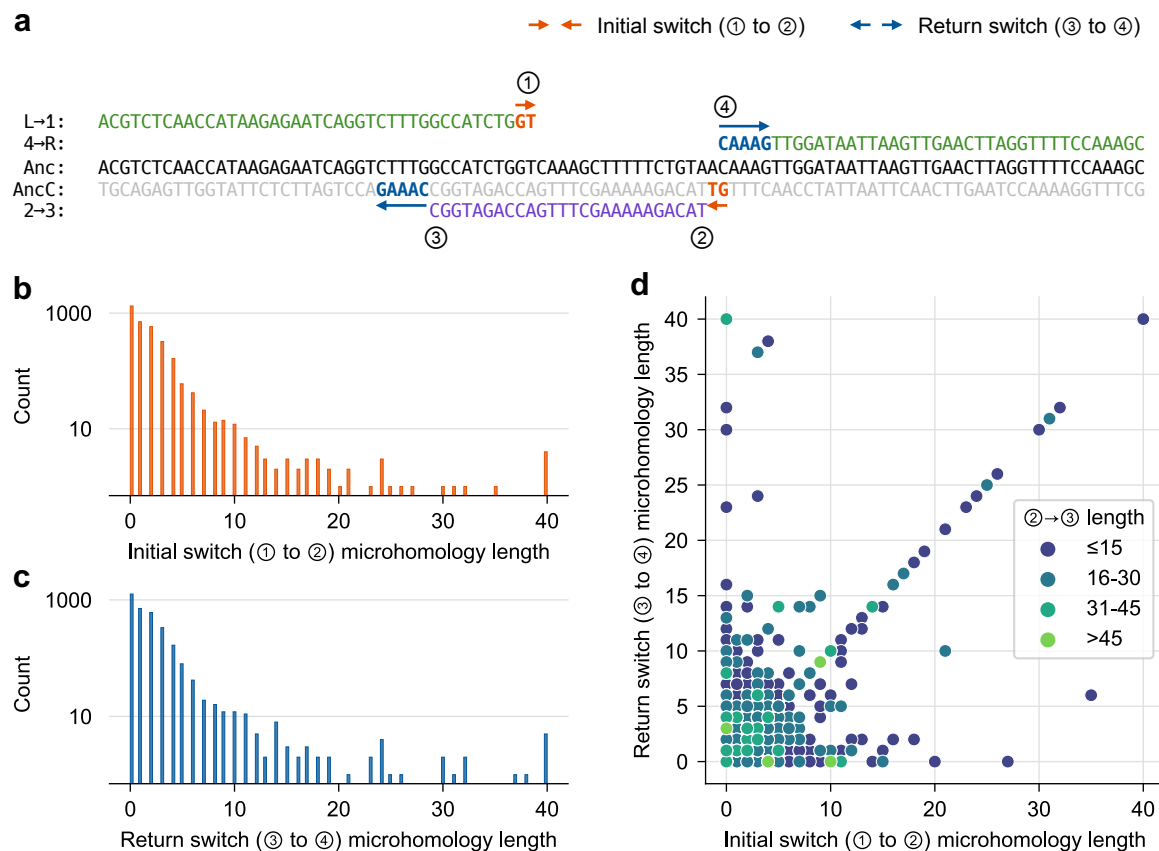 a
Initial switch (① to ②)
Return switch (③ to ④)
①
④
L→1: ACGTCTCAACCATAAGAGAATCAGGTCTTTGGCCATCTGGT
4→R: CAAAGTTGGATAATTAAGTTGAACTTAGGTTTTCCAAAGC
Anc: ACGTCTCAACCATAAGAGAATCAGGTCTTTGGCCATCTGGTCAAAGCTTTTTCTGTAACAAAGTTGGATAATTAAGTTGAACTTAGGTTTTCCAAAGC
AncC: TGCAGAGTTGGTATTCTCTTAGTCCAGAAACCGGTAGACCAGTTTCGAAAAAGACATTGTTTCAACCTATTAATTCAACTTGAATCCAAAAGGTTTCG
2→3: CGGTAGACCAGTTTCGAAAAAGACAT
③
②
b
1000
10
Count
0 10 20 30 40
Initial switch (① to ②) microhomology length
c
1000
10
Count
0 10 20 30 40
Return switch (③ to ④) microhomology length
d
40
35
30
25
20
15
10
5
0
Return switch (③ to ④) microhomology length
②→③ length
≤15
16-30
31-45
>45
0 10 20 30 40
Initial switch (① to ②) microhomology length